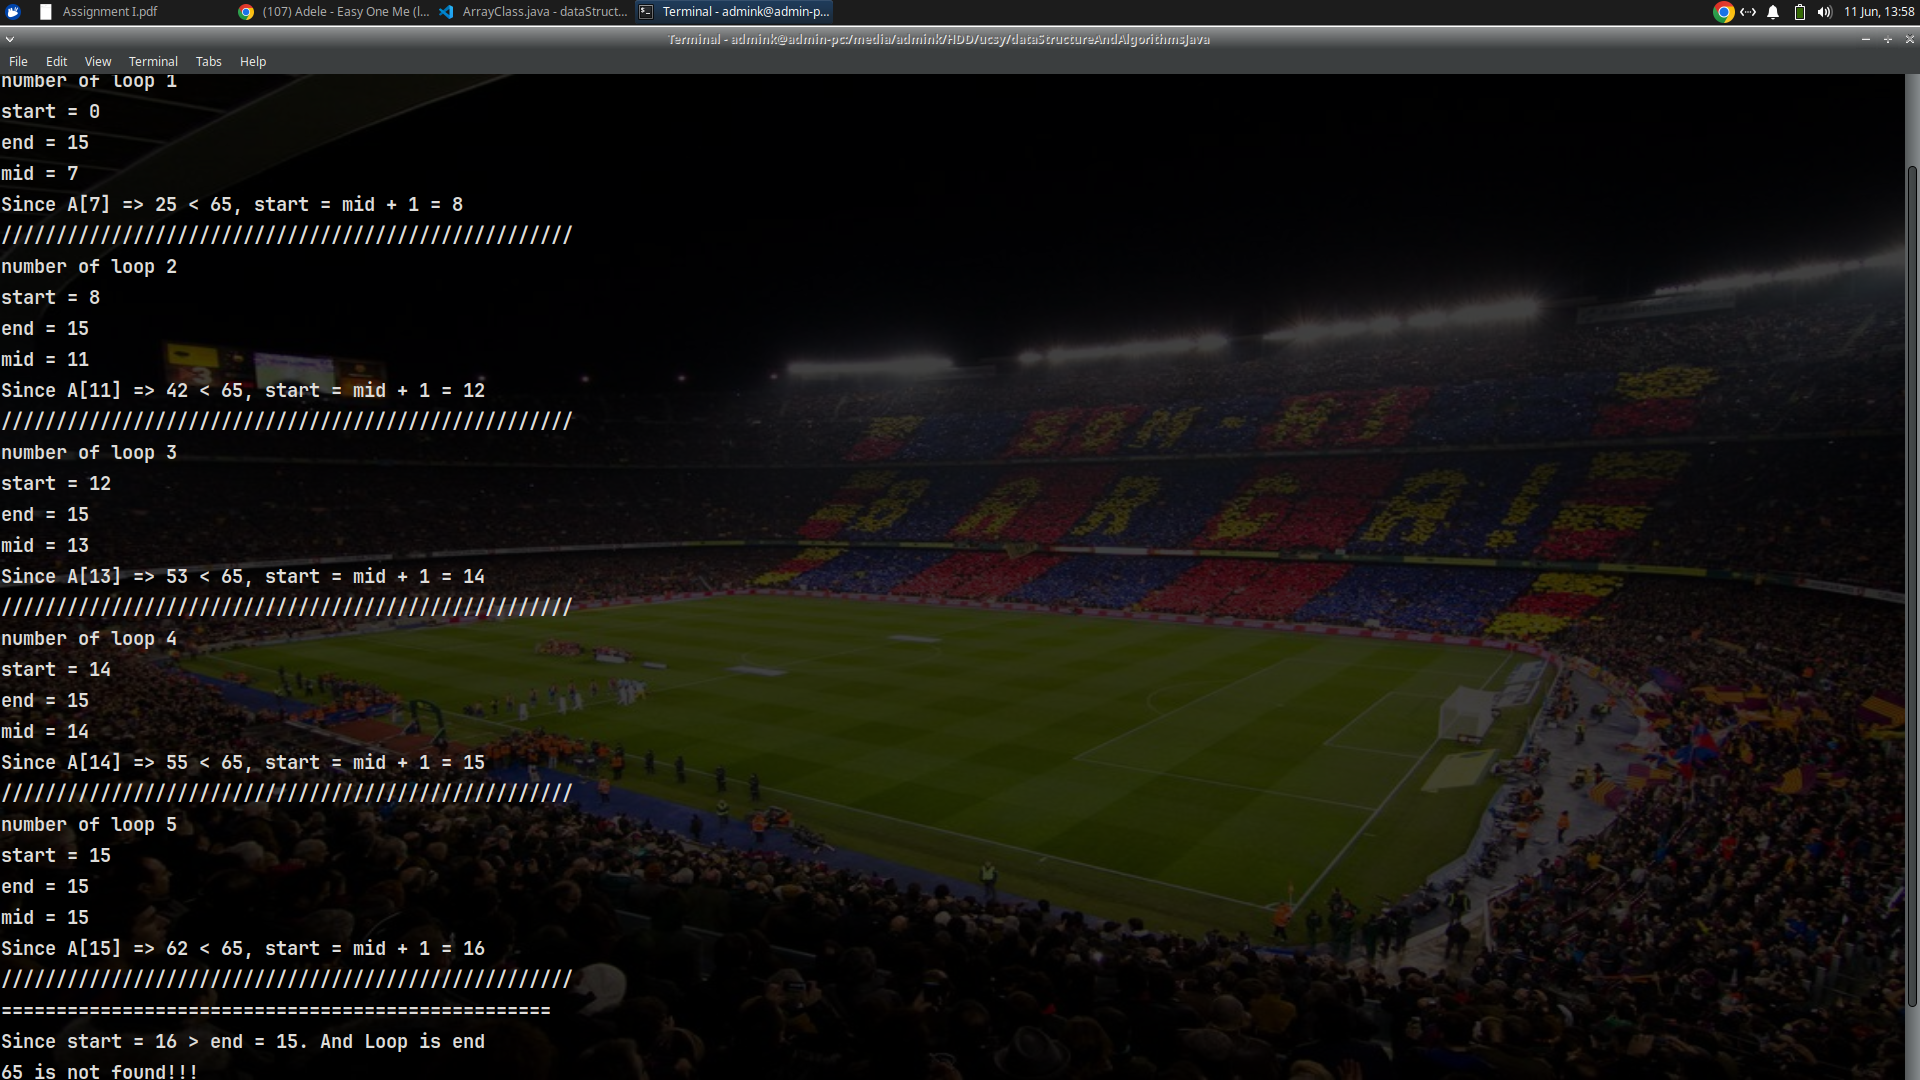 Assignment I.pdf
(107) Adele - Easy One Me (l...
ArrayClass.java - dataStruct...
Terminal - admink@admin-p...
11 Jun, 13:58
Terminal - admink@admin-pc:/media/admink/HDD/ucsy/dataStructureAndAlgorithmsJava
File Edit View Terminal Tabs Help
number of loop 1
start = 0
end = 15
mid = 7
Since A[7] => 25 < 65, start = mid + 1 = 8
////////////////////////////////////////////////////
number of loop 2
start = 8
end = 15
mid = 11
Since A[11] => 42 < 65, start = mid + 1 = 12
////////////////////////////////////////////////////
number of loop 3
start = 12
end = 15
mid = 13
Since A[13] => 53 < 65, start = mid + 1 = 14
////////////////////////////////////////////////////
number of loop 4
start = 14
end = 15
mid = 14
Since A[14] => 55 < 65, start = mid + 1 = 15
////////////////////////////////////////////////////
number of loop 5
start = 15
end = 15
mid = 15
Since A[15] => 62 < 65, start = mid + 1 = 16
////////////////////////////////////////////////////
==================================================
Since start = 16 > end = 15. And Loop is end
65 is not found!!!
SOM * #1
BARÇA!